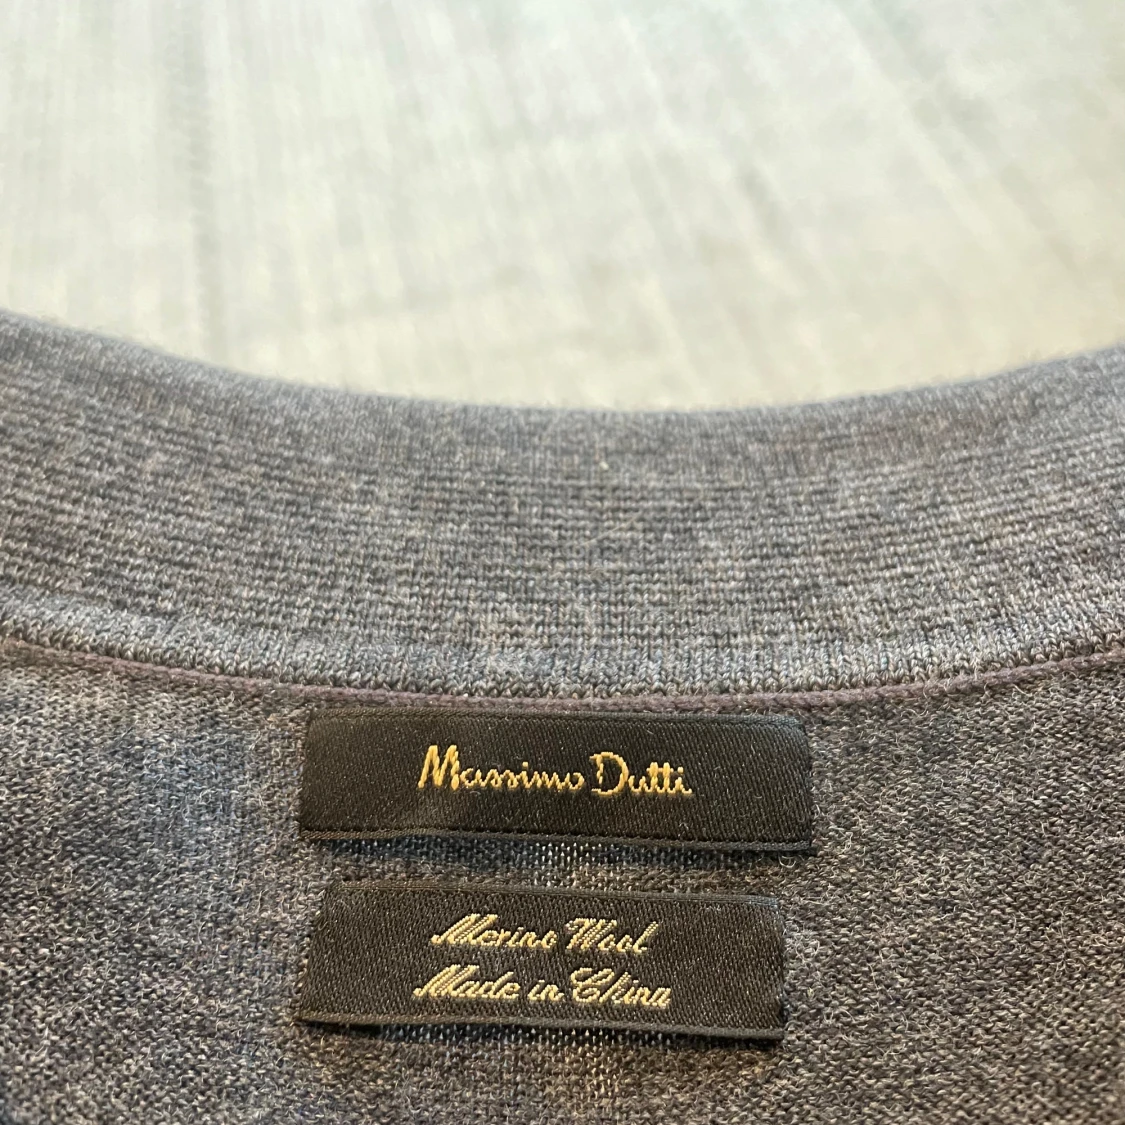 Massimo Dutti
Merino Wool
Made in China